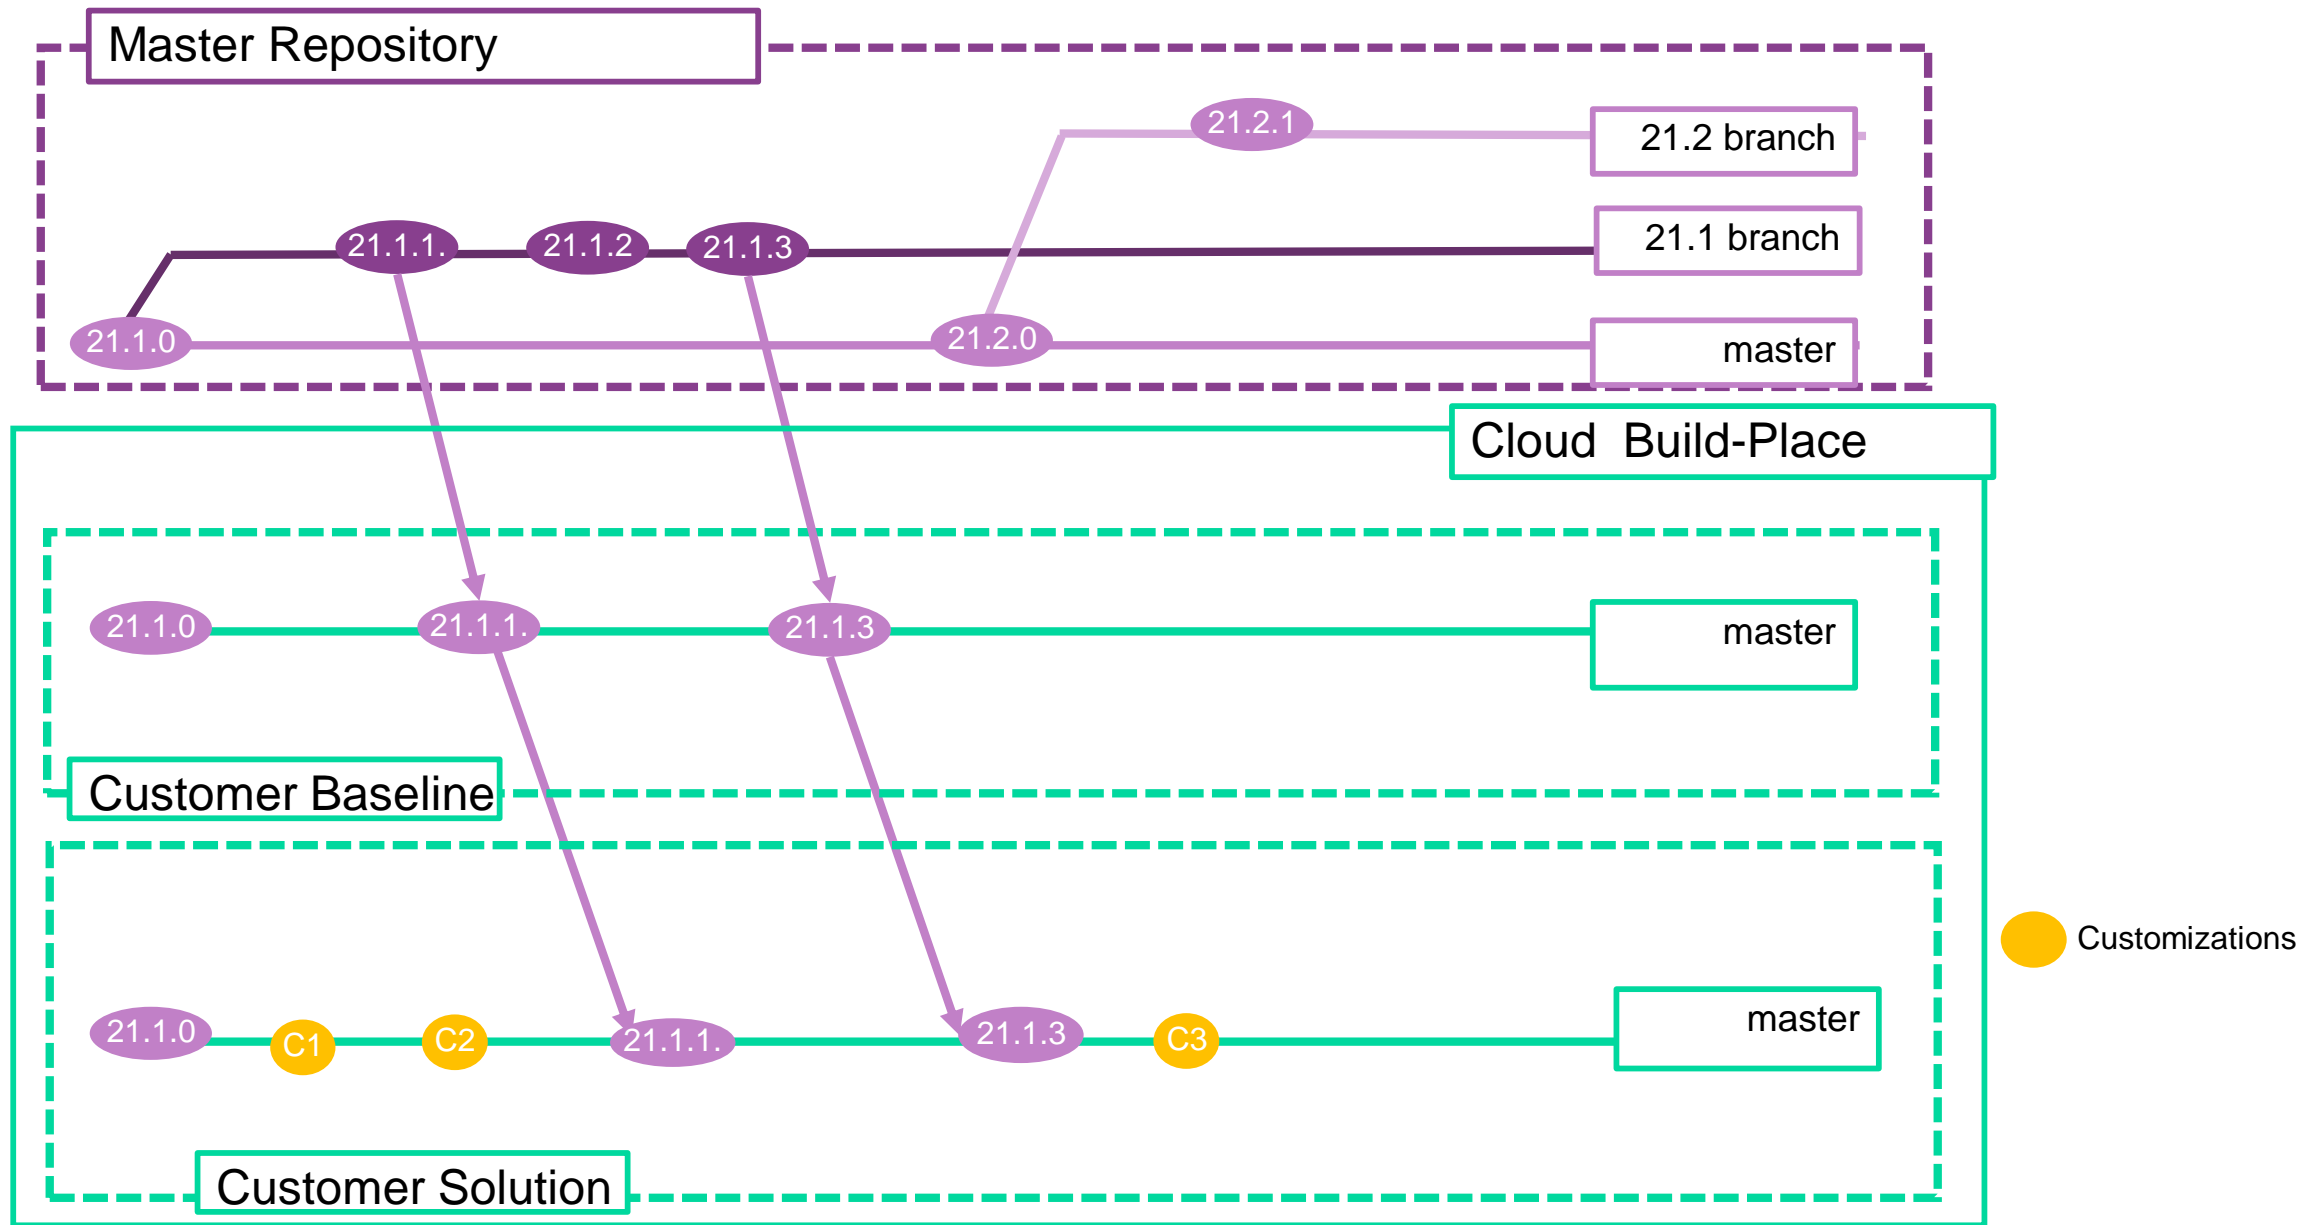 Master Repository
21.2.1
21.2 branch
21.1.1.
21.1.2
21.1.3
21.1 branch
21.1.0
21.2.0
master
Cloud Build-Place
21.1.0
21.1.1.
21.1.3
master
Customer Baseline
Customizations
21.1.0
C1
C2
21.1.1.
21.1.3
C3
master
Customer Solution